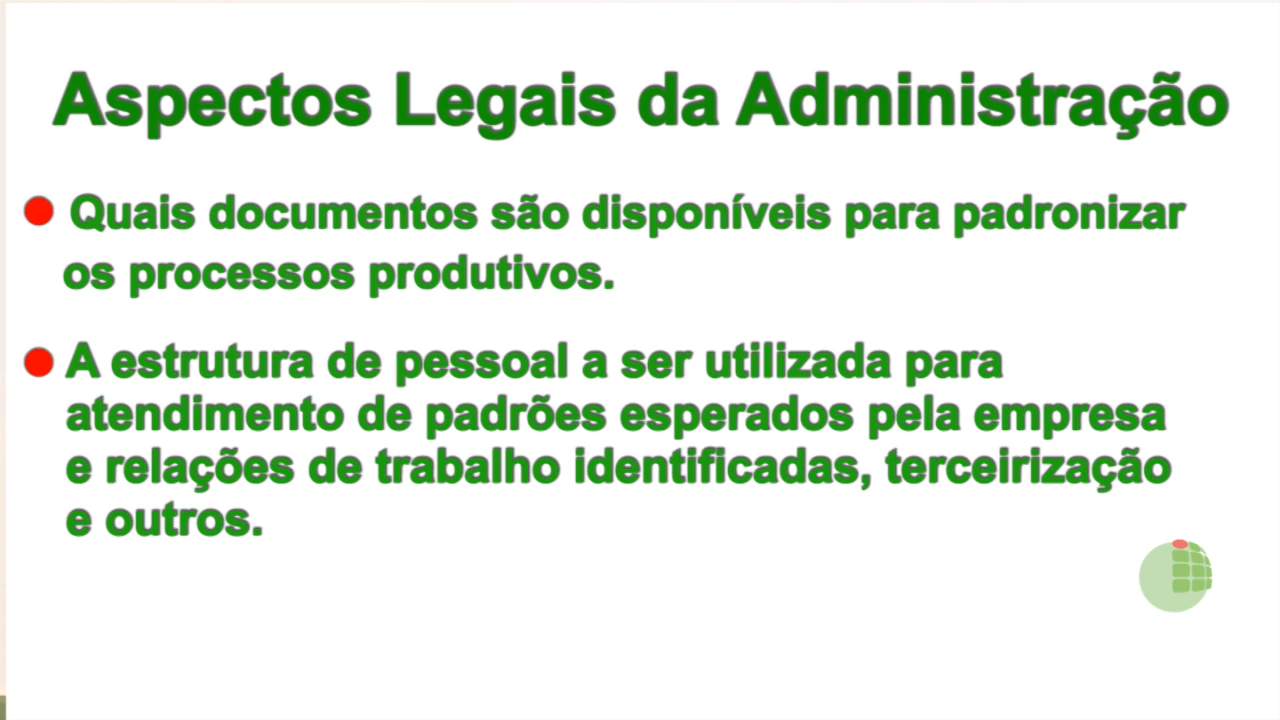 Aspectos Legais da Administração
Quais documentos são disponíveis para padronizar
os processos produtivos.
A estrutura de pessoal a ser utilizada para
atendimento de padrões esperados pela empresa
e relações de trabalho identificadas, terceirização
e outros.